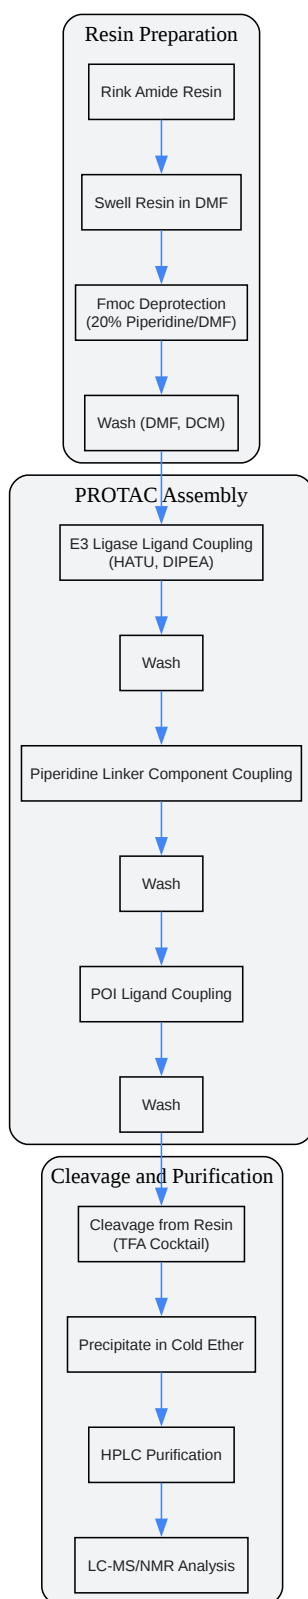 Resin Preparation
Rink Amide Resin
Swell Resin in DMF
Fmoc Deprotection
(20% Piperidine/DMF)
Wash (DMF, DCM)
PROTAC Assembly
E3 Ligase Ligand Coupling
(HATU, DIPEA)
Wash
Piperidine Linker Component Coupling
Wash
POI Ligand Coupling
Wash
Cleavage and Purification
Cleavage from Resin
(TFA Cocktail)
Precipitate in Cold Ether
HPLC Purification
LC-MS/NMR Analysis